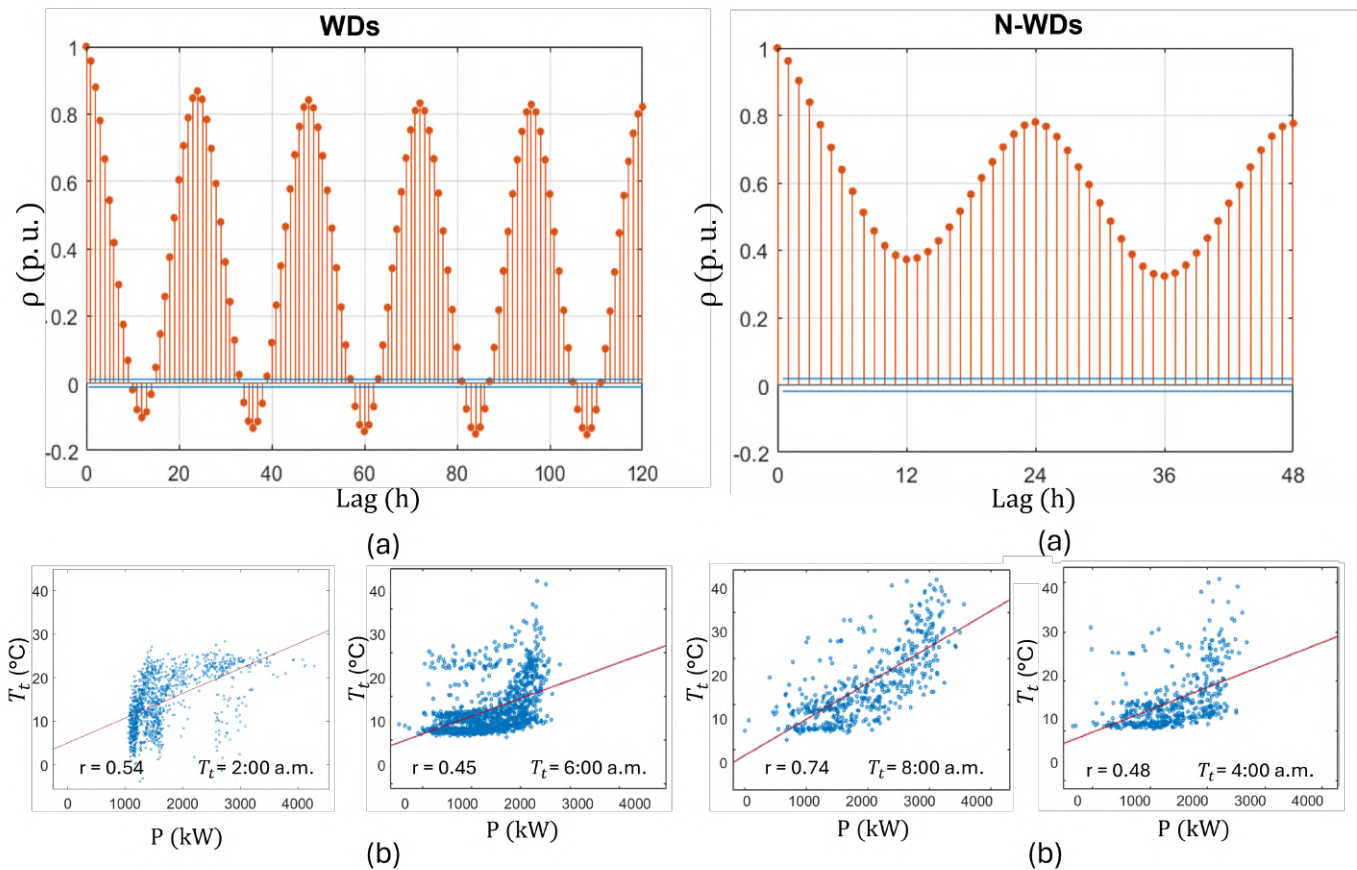 WDs
1
0.8
0.6
0.4
0.2
0
-0.2
0
20
40
60
80
100
120
ρ (p. u.)
Lag (h)
(a)
N-WDs
1
0.8
0.6
0.4
0.2
0
-0.2
0
12
24
36
48
ρ (p. u.)
Lag (h)
(a)
40
30
20
10
0
T_t (°C)
r = 0.54
T_t = 2:00 a.m.
0
1000
2000
3000
4000
P (kW)
40
30
20
10
0
T_t (°C)
r = 0.45
T_t = 6:00 a.m.
0
1000
2000
3000
4000
P (kW)
(b)
40
30
20
10
0
T_t (°C)
r = 0.74
T_t = 8:00 a.m.
0
1000
2000
3000
4000
P (kW)
40
30
20
10
0
T_t (°C)
r = 0.48
T_t = 4:00 a.m.
0
1000
2000
3000
4000
P (kW)
(b)